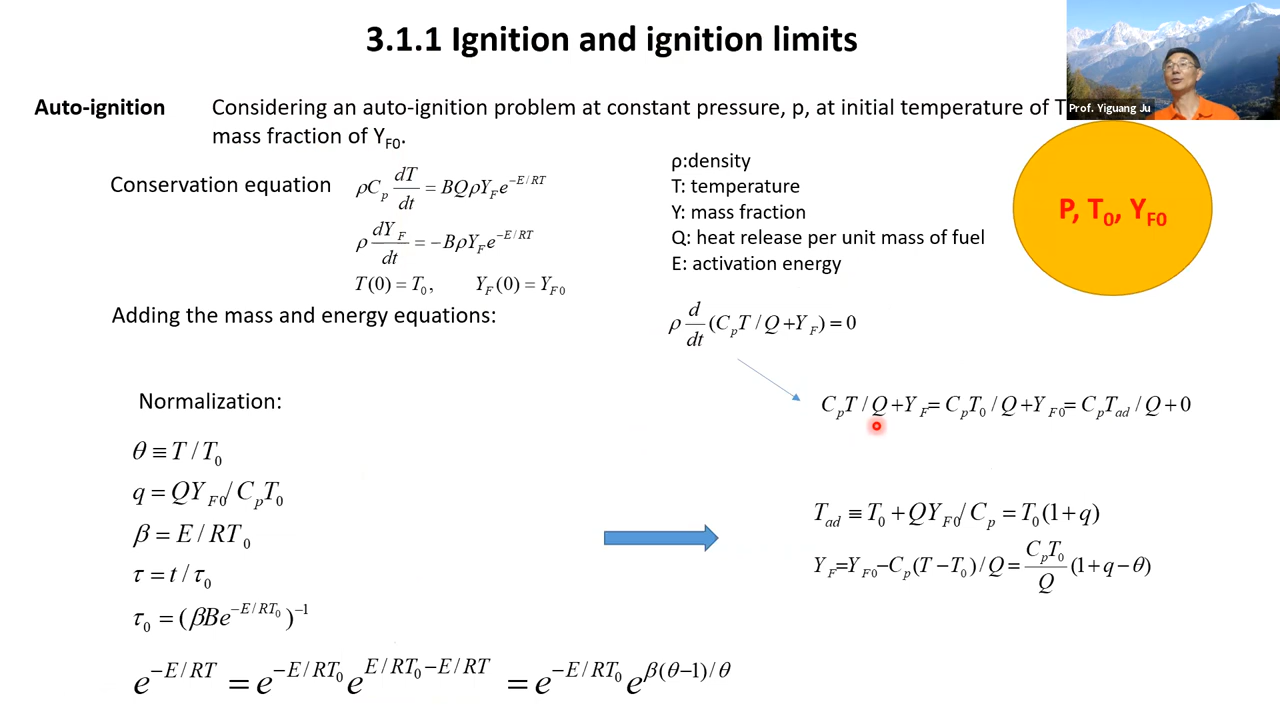 3.1.1 Ignition and ignition limits
Prof. Yiguang Ju
Auto-ignition Considering an auto-ignition problem at constant pressure, p, at initial temperature of T
mass fraction of Y_F0.
Conservation equation ρC_p dT/dt = BQρY_F e^{−E/RT}
ρ dY_F/dt = −BρY_F e^{−E/RT}
T(0) = T_0, Y_F(0) = Y_F0
ρ:density
T: temperature
Y: mass fraction
Q: heat release per unit mass of fuel
E: activation energy
P, T_0, Y_F0
Adding the mass and energy equations: ρ d/dt (C_pT / Q +Y_F) = 0
C_pT / Q +Y_F= C_pT_0 / Q +Y_F0= C_pT_ad / Q + 0
Normalization:
θ ≡ T / T_0
q = QY_F0/ C_pT_0
β = E / RT_0
τ = t / τ_0
τ_0 = (βBe^{−E/RT_0})^{−1}
T_ad ≡ T_0 + QY_F0/ C_p = T_0(1+ q)
Y_F=Y_F0−C_p(T −T_0) / Q = C_pT_0/Q (1+ q − θ)
e^{−E/RT} = e^{−E/RT_0} e^{E/RT_0−E/RT} = e^{−E/RT_0} e^{β(θ−1)/θ}